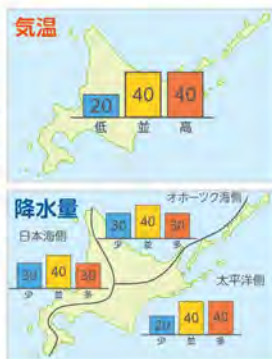 気温
20 40 40
低 並 高
降水量
オホーツク海側
30 40 30
少 並 多
日本海側
30 40 30
少 並 多
太平洋側
20 40 40
少 並 多